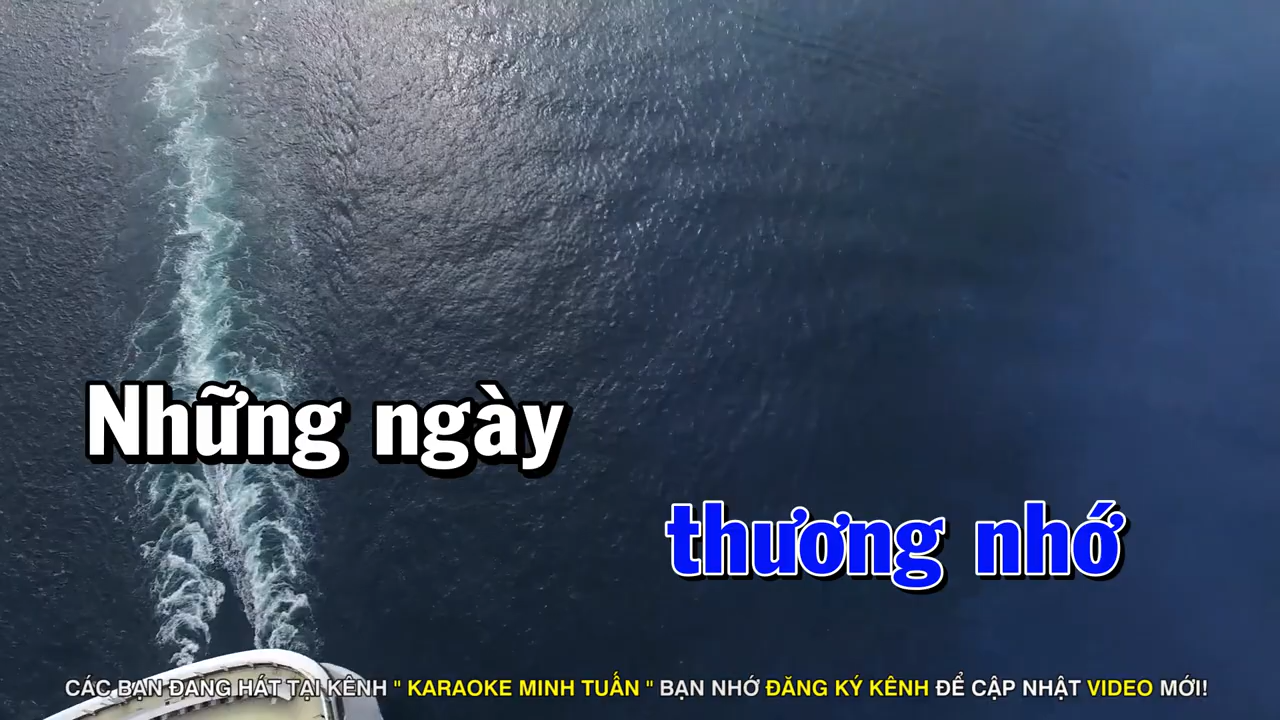 Những ngày
thương nhớ
CÁC BẠN ĐANG HÁT TẠI KÊNH " KARAOKE MINH TUẤN " BẠN NHỚ ĐĂNG KÝ KÊNH ĐỂ CẬP NHẬT VIDEO MỚI!